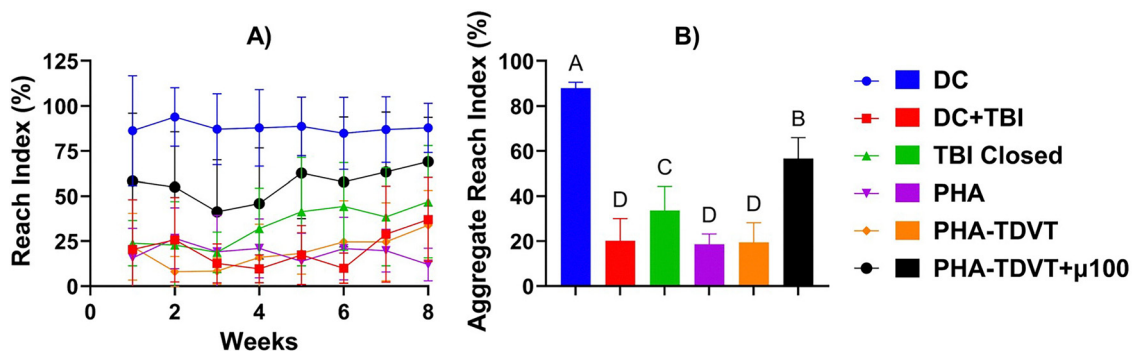 A)
Reach Index (%)
125
100
75
50
25
0
0
2
4
6
8
Weeks
B)
Aggregate Reach Index (%)
100
80
60
40
20
0
A
D
C
D
D
B
DC
DC+TBI
TBI Closed
PHA
PHA-TDVT
PHA-TDVT+µ100